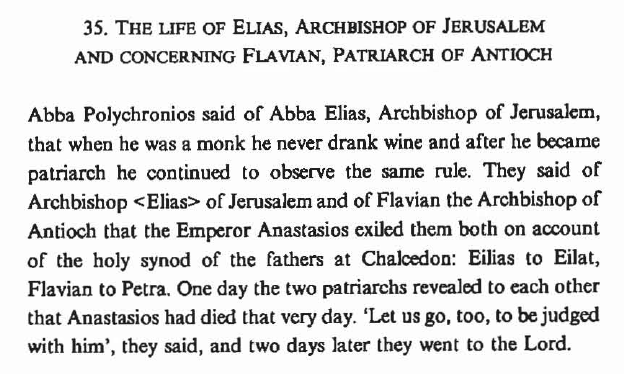 35. THE LIFE OF ELIAS, ARCHBISHOP OF JERUSALEM
AND CONCERNING FLAVIAN, PATRIARCH OF ANTIOCH
Abba Polychronios said of Abba Elias, Archbishop of Jerusalem,
that when he was a monk he never drank wine and after he became
patriarch he continued to observe the same rule. They said of
Archbishop <Elias> of Jerusalem and of Flavian the Archbishop of
Antioch that the Emperor Anastasios exiled them both on account
of the holy synod of the fathers at Chalcedon: Eilias to Eilat,
Flavian to Petra. One day the two patriarchs revealed to each other
that Anastasios had died that very day. 'Let us go, too, to be judged
with him', they said, and two days later they went to the Lord.